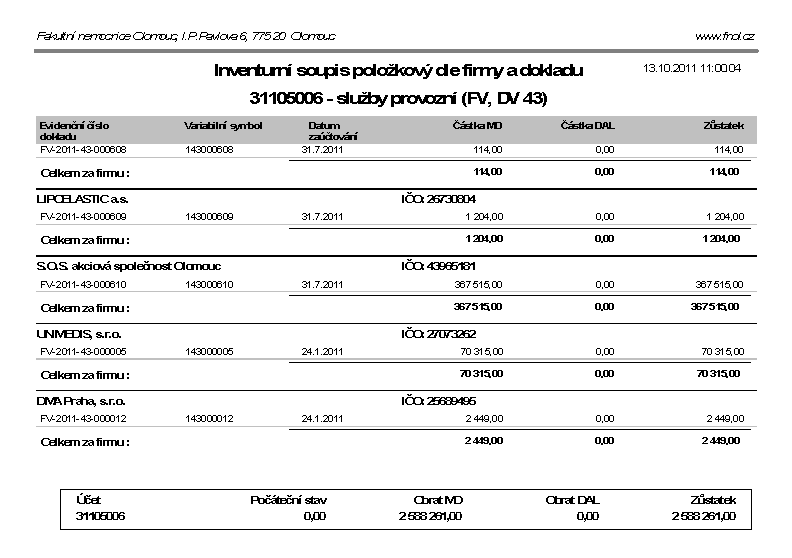 Fakultní nemocnice Olomouc, I.P.Pavlova 6, 775 20 Olomouc www.fnol.cz
Inventurní soupis položkový dle firmy a dokladu 13.10.2011 11:00:04
31105006 - služby provozní (FV, DV 43)
Evidenční číslo dokladu Variabilní symbol Datum zaúčtování Částka MD Částka DAL Zůstatek
FV-2011-43-000608 143000608 31.7.2011 114,00 0,00 114,00
Celkem za firmu : 114,00 0,00 114,00
LIPOELASTIC a.s. IČO: 26730804
FV-2011-43-000609 143000609 31.7.2011 1 204,00 0,00 1 204,00
Celkem za firmu : 1 204,00 0,00 1 204,00
S.O.S. akciová společnost Olomouc IČO: 43965181
FV-2011-43-000610 143000610 31.7.2011 367 515,00 0,00 367 515,00
Celkem za firmu : 367 515,00 0,00 367 515,00
UNIMEDIS, s.r.o. IČO: 27073262
FV-2011-43-000005 143000005 24.1.2011 70 315,00 0,00 70 315,00
Celkem za firmu : 70 315,00 0,00 70 315,00
DMA Praha, s.r.o. IČO: 25689495
FV-2011-43-000012 143000012 24.1.2011 2 449,00 0,00 2 449,00
Celkem za firmu : 2 449,00 0,00 2 449,00
Účet Počáteční stav Obrat MD Obrat DAL Zůstatek
31105006 0,00 2 588 261,00 0,00 2 588 261,00